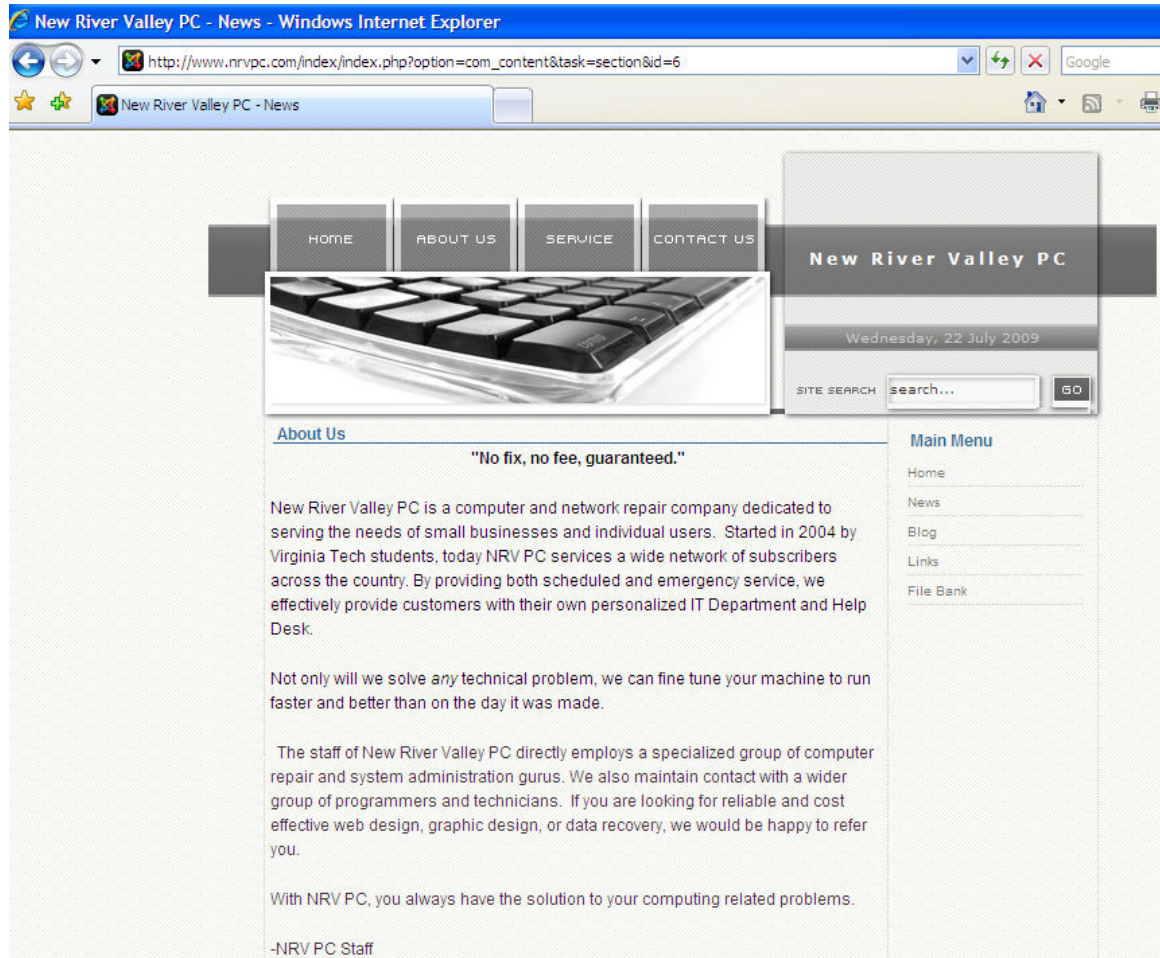 New River Valley PC - News - Windows Internet Explorer
http://www.nrvpc.com/index/index.php?option=com_content&task=section&id=6
Google
New River Valley PC - News
HOME
ABOUT US
SERVICE
CONTACT US
New River Valley PC
Wednesday, 22 July 2009
SITE SEARCH
search...
GO
About Us
"No fix, no fee, guaranteed."
New River Valley PC is a computer and network repair company dedicated to
serving the needs of small businesses and individual users. Started in 2004 by
Virginia Tech students, today NRV PC services a wide network of subscribers
across the country. By providing both scheduled and emergency service, we
effectively provide customers with their own personalized IT Department and Help
Desk.
Not only will we solve any technical problem, we can fine tune your machine to run
faster and better than on the day it was made.
The staff of New River Valley PC directly employs a specialized group of computer
repair and system administration gurus. We also maintain contact with a wider
group of programmers and technicians. If you are looking for reliable and cost
effective web design, graphic design, or data recovery, we would be happy to refer
you.
With NRV PC, you always have the solution to your computing related problems.
-NRV PC Staff
Main Menu
Home
News
Blog
Links
File Bank